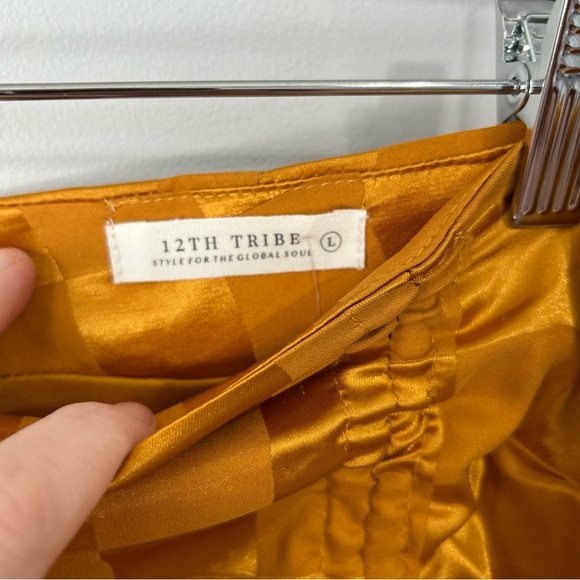 12TH TRIBE L
STYLE FOR THE GLOBAL SOUL